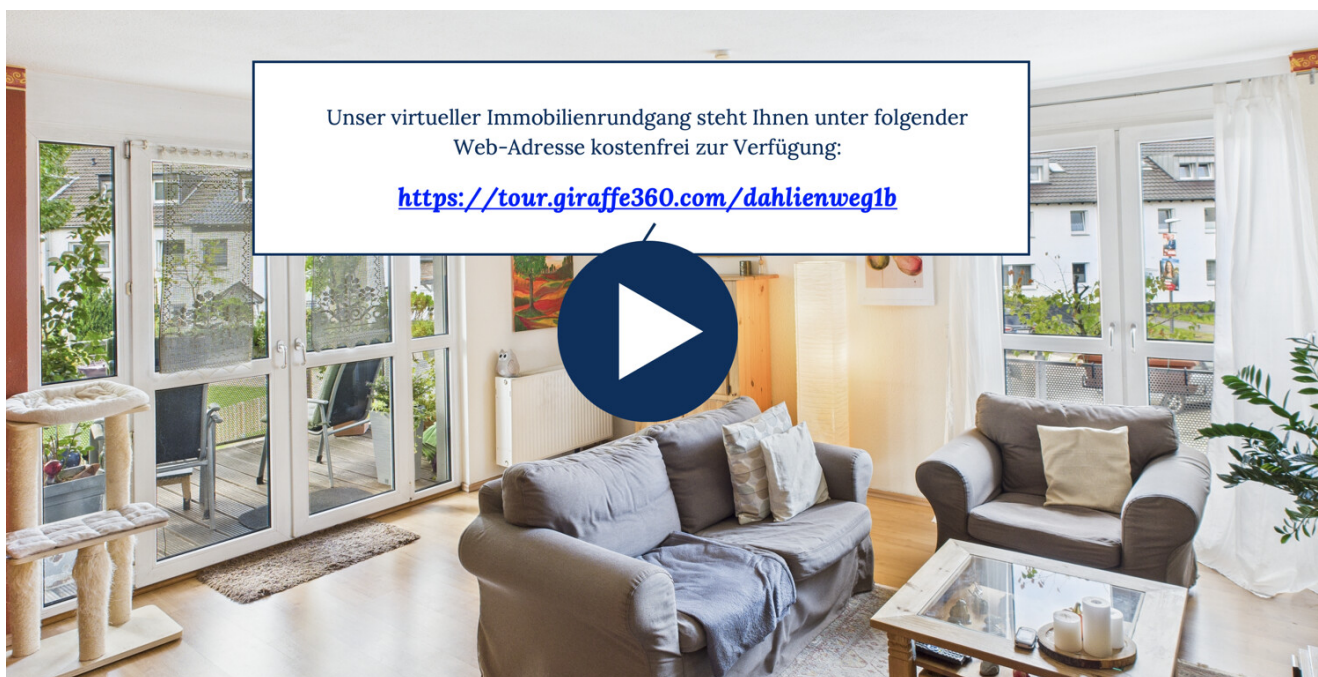 Unser virtueller Immobilienrundgang steht Ihnen unter folgender
Web-Adresse kostenfrei zur Verfügung:
https://tour.giraffe360.com/dahlienweg1b